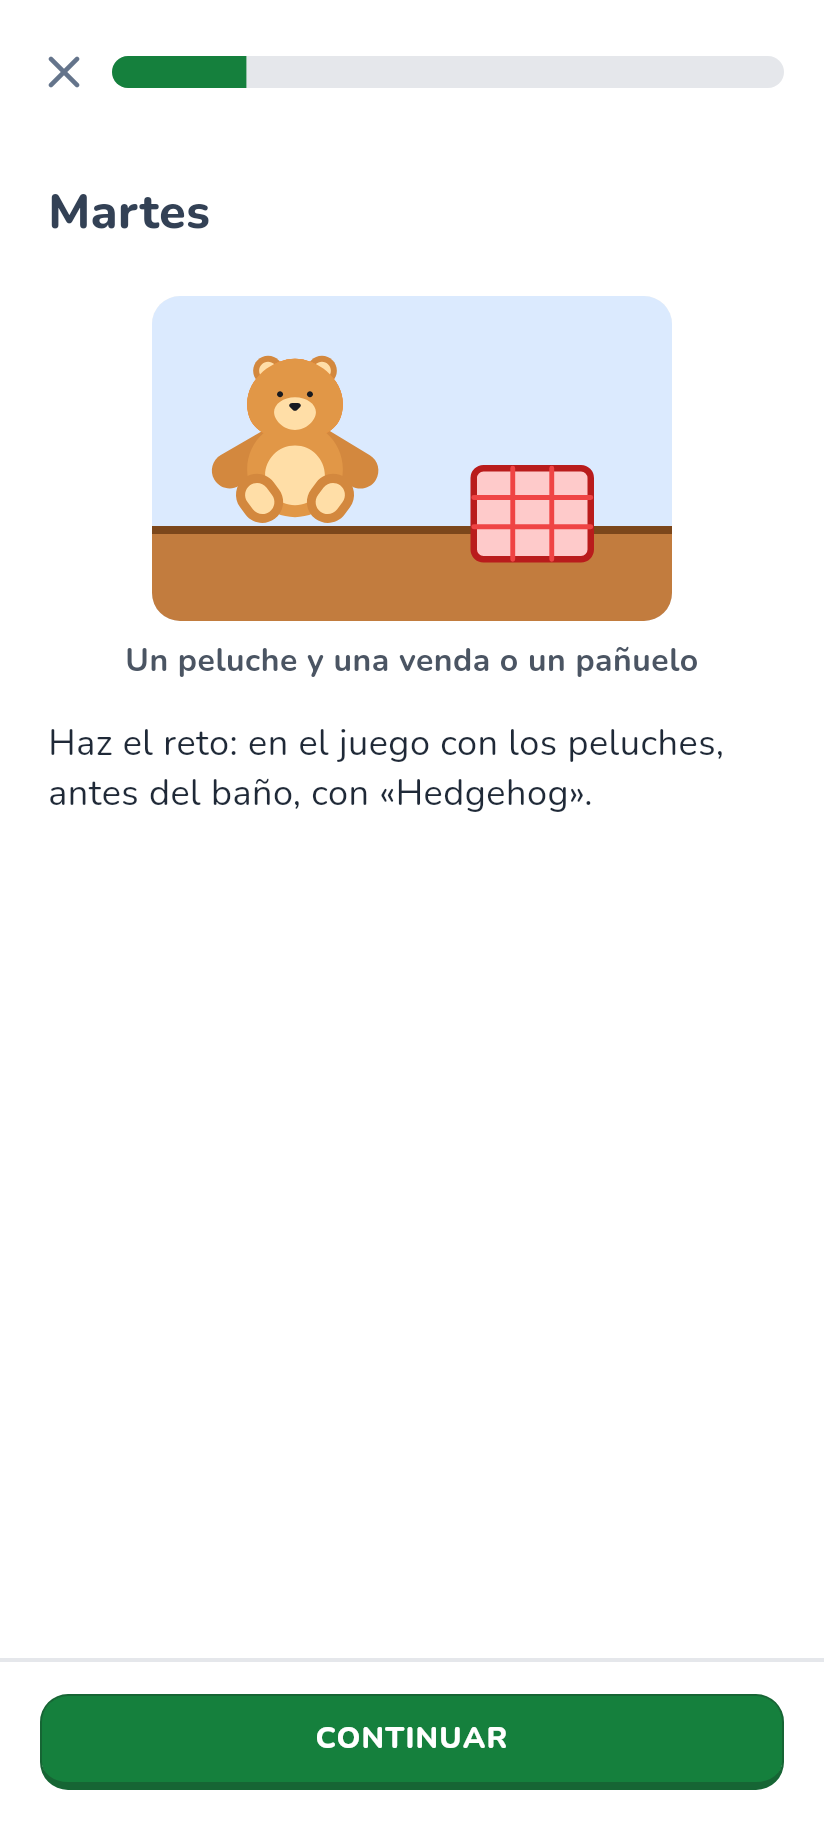 Martes
Un peluche y una venda o un pañuelo
Haz el reto: en el juego con los peluches,
antes del baño, con «Hedgehog».
CONTINUAR